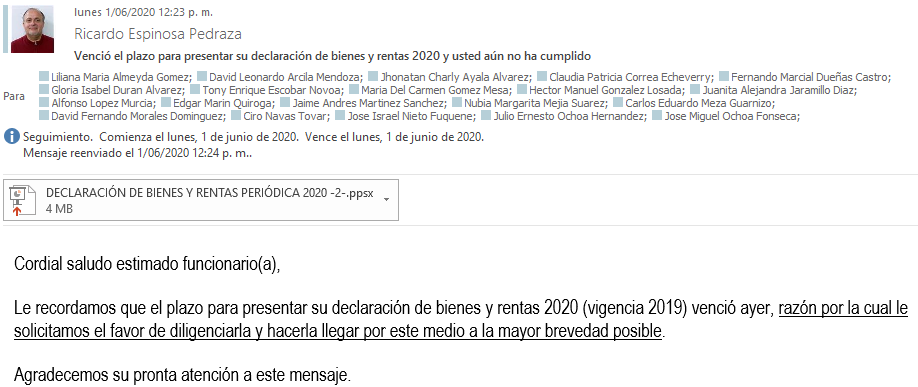 lunes 1/06/2020 12:23 p. m.
Ricardo Espinosa Pedraza
Venció el plazo para presentar su declaración de bienes y rentas 2020 y usted aún no ha cumplido
Para
Liliana Maria Almeyda Gomez; David Leonardo Arcila Mendoza; Jhonatan Charly Ayala Alvarez; Claudia Patricia Correa Echeverry; Fernando Marcial Dueñas Castro;
Gloria Isabel Duran Alvarez; Tony Enrique Escobar Novoa; Maria Del Carmen Gomez Mesa; Hector Manuel Gonzalez Losada; Juanita Alejandra Jaramillo Diaz;
Alfonso Lopez Murcia; Edgar Marin Quiroga; Jaime Andres Martinez Sanchez; Nubia Margarita Mejia Suarez; Carlos Eduardo Meza Guarnizo;
David Fernando Morales Dominguez; Ciro Navas Tovar; Jose Israel Nieto Fuquene; Julio Ernesto Ochoa Hernandez; Jose Miguel Ochoa Fonseca;
Seguimiento. Comienza el lunes, 1 de junio de 2020. Vence el lunes, 1 de junio de 2020.
Mensaje reenviado el 1/06/2020 12:24 p. m..
DECLARACIÓN DE BIENES Y RENTAS PERIÓDICA 2020 -2-.ppsx
4 MB
Cordial saludo estimado funcionario(a),
Le recordamos que el plazo para presentar su declaración de bienes y rentas 2020 (vigencia 2019) venció ayer, razón por la cual le
solicitamos el favor de diligenciarla y hacerla llegar por este medio a la mayor brevedad posible.
Agradecemos su pronta atención a este mensaje.